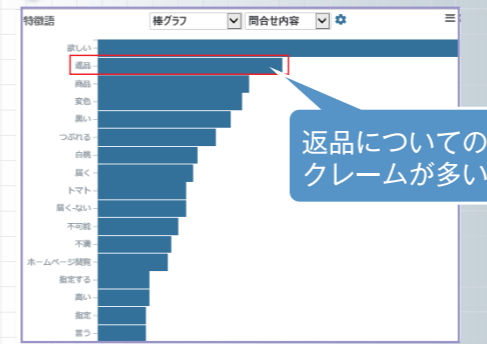 特徴語 棒グラフ 問合せ内容
欲しい
返品
商品
変色
黒い
つぶれる
白桃
届く
トマト
届く-ない
不可能
不満
ホームページ閲覧
指定する
高い
指定
言う
返品についての
クレームが多い